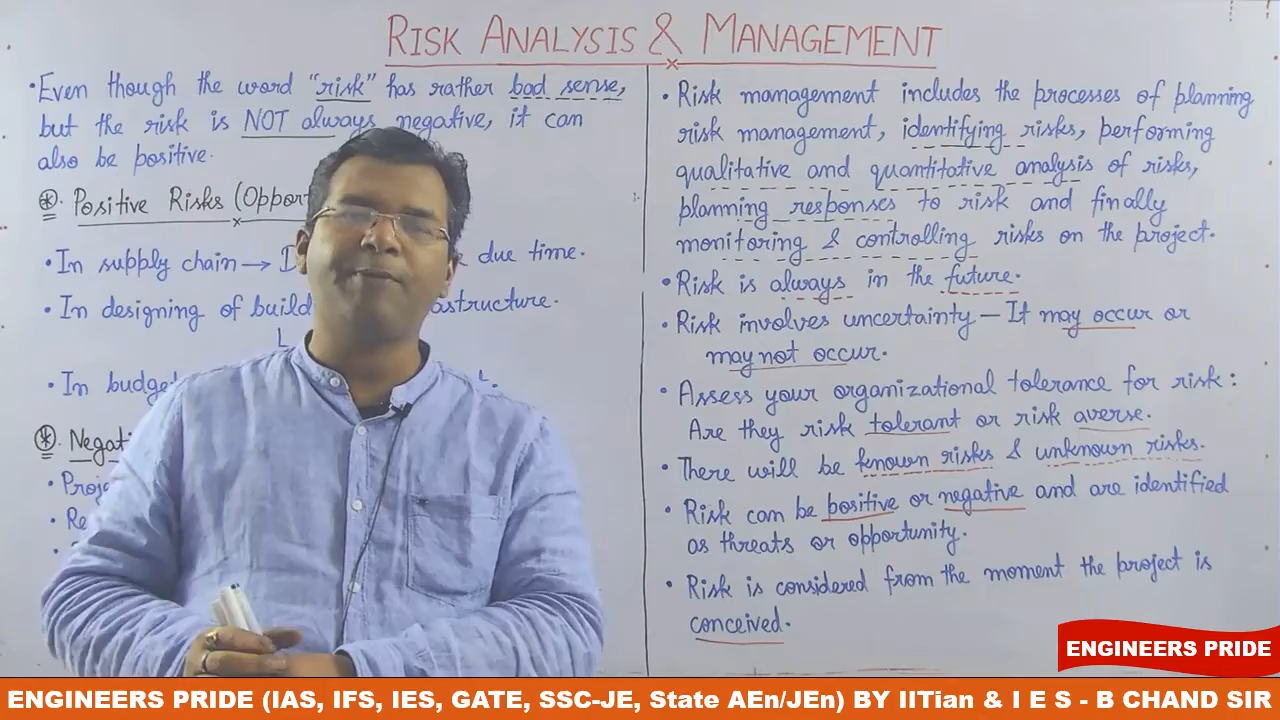 RISK ANALYSIS & MANAGEMENT
• Even though the word "risk" has rather bad sense,
but the risk is NOT always negative, it can
also be positive.
Positive Risks (Oppor
• In supply chain → due time.
• In designing of build astructure.
• In budge
Negati
• Proj
• Re
• Risk management includes the processes of planning
risk management, identifying risks, performing
qualitative and quantitative analysis of risks,
planning responses to risk and finally
monitoring & controlling risks on the project.
• Risk is always in the future.
• Risk involves uncertainty — It may occur or
may not occur.
• Assess your organizational tolerance for risk:
Are they risk tolerant or risk averse.
• There will be known risks & unknown risks.
• Risk can be positive or negative and are identified
as threats or opportunity.
• Risk is considered from the moment the project is
conceived.
ENGINEERS PRIDE
ENGINEERS PRIDE (IAS, IFS, IES, GATE, SSC-JE, State AEn/JEn) BY IITian & I E S - B CHAND SIR